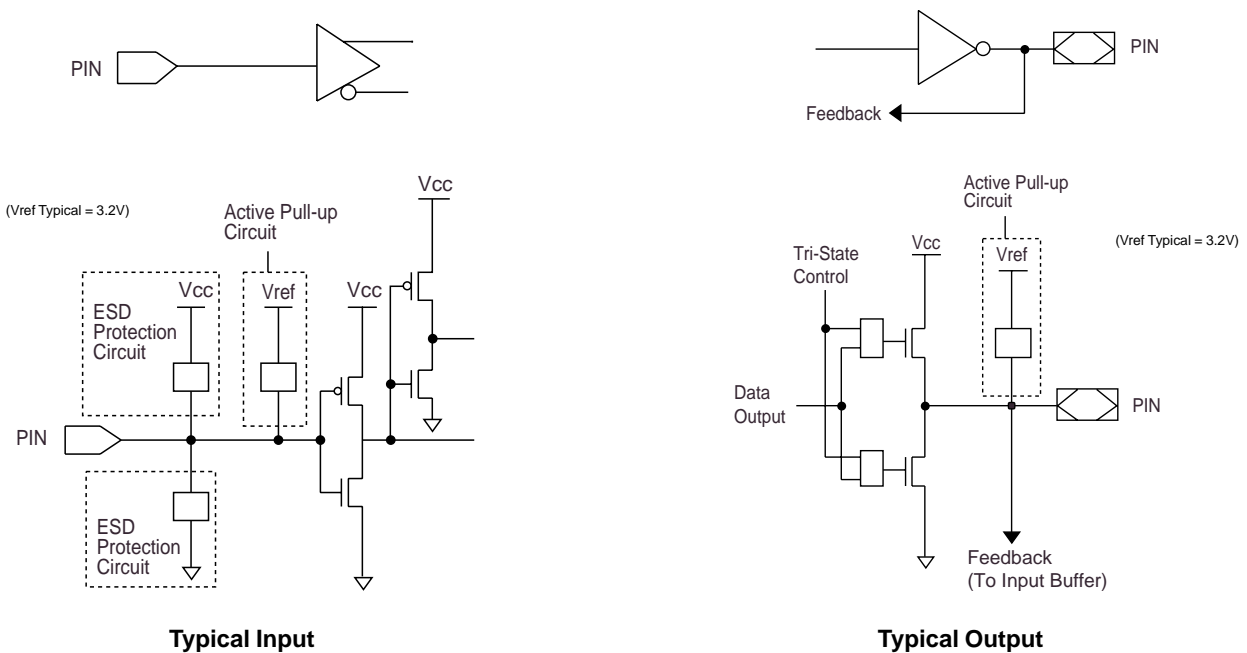 PIN
PIN
Feedback
(Vref Typical = 3.2V)
Active Pull-up
Circuit
Vcc
ESD
Protection
Circuit
Vcc
Vref
Vcc
PIN
ESD
Protection
Circuit
Typical Input
Active Pull-up
Circuit
(Vref Typical = 3.2V)
Tri-State
Control
Vcc
Vref
Data
Output
PIN
Feedback
(To Input Buffer)
Typical Output